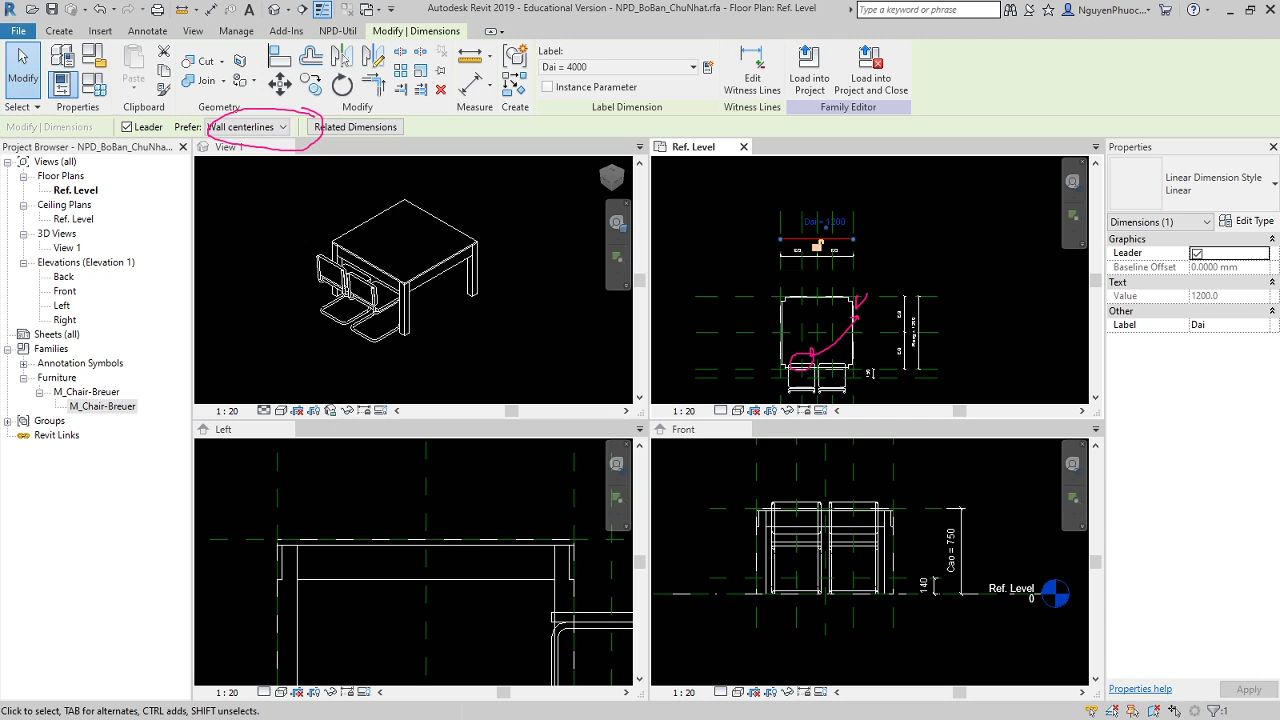 Autodesk Revit 2019 - Educational Version - NPD_BoBan_ChuNhat.rfa - Floor Plan: Ref. Level
Type a keyword or phrase
NguyenPhuoc...
File Create Insert Annotate View Manage Add-Ins NPD-Util Modify | Dimensions
Label:
Cut
Dai = 4000
Modify
Paste
Join
Instance Parameter
Edit
Witness Lines
Load into
Project
Load into
Project and Close
Select Properties Clipboard Geometry Modify Measure Create Label Dimension Witness Lines Family Editor
Modify | Dimensions Leader Prefer: Wall centerlines Related Dimensions
Project Browser - NPD_BoBan_ChuNha...
Views (all)
Floor Plans
Ref. Level
Ceiling Plans
Ref. Level
3D Views
View 1
Elevations (Elevation 1)
Back
Front
Left
Right
Sheets (all)
Families
Annotation Symbols
Furniture
M_Chair-Breuer
M_Chair-Breuer
Groups
Revit Links
View 1
1 : 20
Ref. Level
Dai = 1200
1 : 20
Left
1 : 20
Front
Cao = 750
140
Ref. Level
0
1 : 20
Properties
Linear Dimension Style
Linear
Dimensions (1)
Edit Type
Graphics
Leader
Baseline Offset 0.0000 mm
Text
Value 1200.0
Other
Label Dai
Properties help
Apply
Click to select, TAB for alternates, CTRL adds, SHIFT unselects.
:1